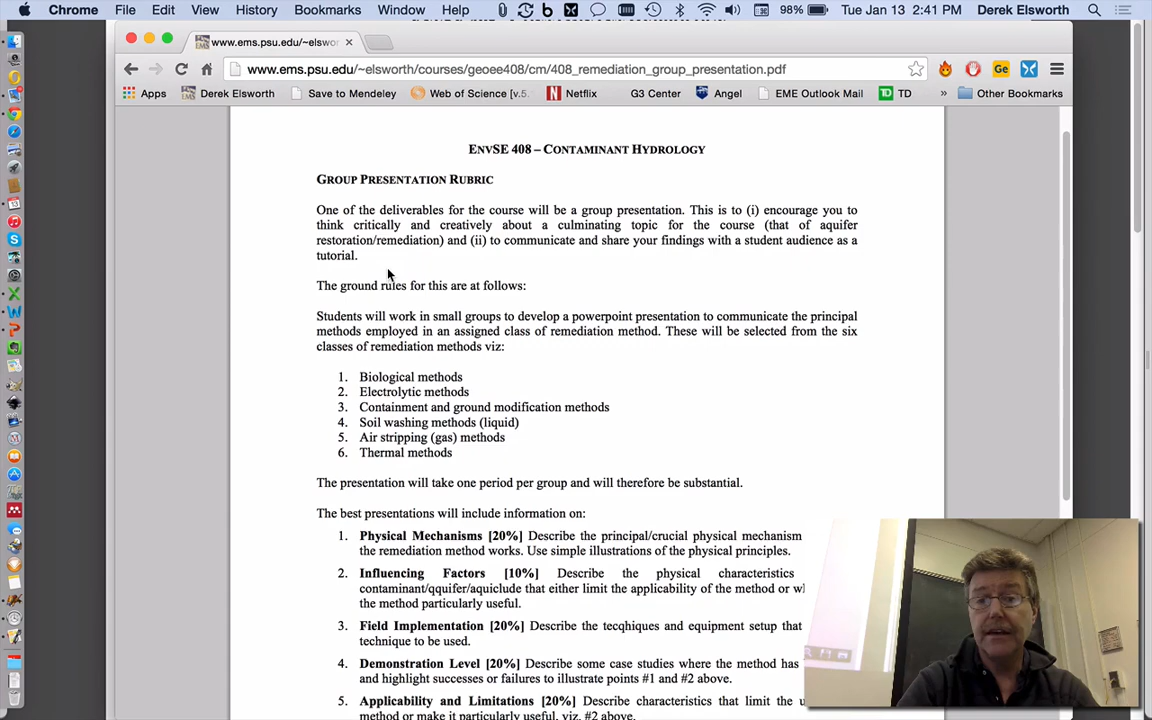 Chrome File Edit View History Bookmarks Window Help 98% Tue Jan 13 2:41 PM Derek Elsworth
www.ems.psu.edu/~elswor
www.ems.psu.edu/~elsworth/courses/geoee408/cm/408_remediation_group_presentation.pdf
Apps Derek Elsworth Save to Mendeley Web of Science [v.5. Netflix G3 Center Angel EME Outlook Mail TD » Other Bookmarks
ENVSE 408 – CONTAMINANT HYDROLOGY
GROUP PRESENTATION RUBRIC
One of the deliverables for the course will be a group presentation. This is to (i) encourage you to
think critically and creatively about a culminating topic for the course (that of aquifer
restoration/remediation) and (ii) to communicate and share your findings with a student audience as a
tutorial.
The ground rules for this are at follows:
Students will work in small groups to develop a powerpoint presentation to communicate the principal
methods employed in an assigned class of remediation method. These will be selected from the six
classes of remediation methods viz:
1. Biological methods
2. Electrolytic methods
3. Containment and ground modification methods
4. Soil washing methods (liquid)
5. Air stripping (gas) methods
6. Thermal methods
The presentation will take one period per group and will therefore be substantial.
The best presentations will include information on:
1. Physical Mechanisms [20%] Describe the principal/crucial physical mechanism
the remediation method works. Use simple illustrations of the physical principles.
2. Influencing Factors [10%] Describe the physical characteristics
contaminant/qquifer/aquiclude that either limit the applicability of the method or wh
the method particularly useful.
3. Field Implementation [20%] Describe the tecqhiques and equipment setup that
technique to be used.
4. Demonstration Level [20%] Describe some case studies where the method has
and highlight successes or failures to illustrate points #1 and #2 above.
5. Applicability and Limitations [20%] Describe characteristics that limit the u
method or make it particularly useful, viz. #2 above.